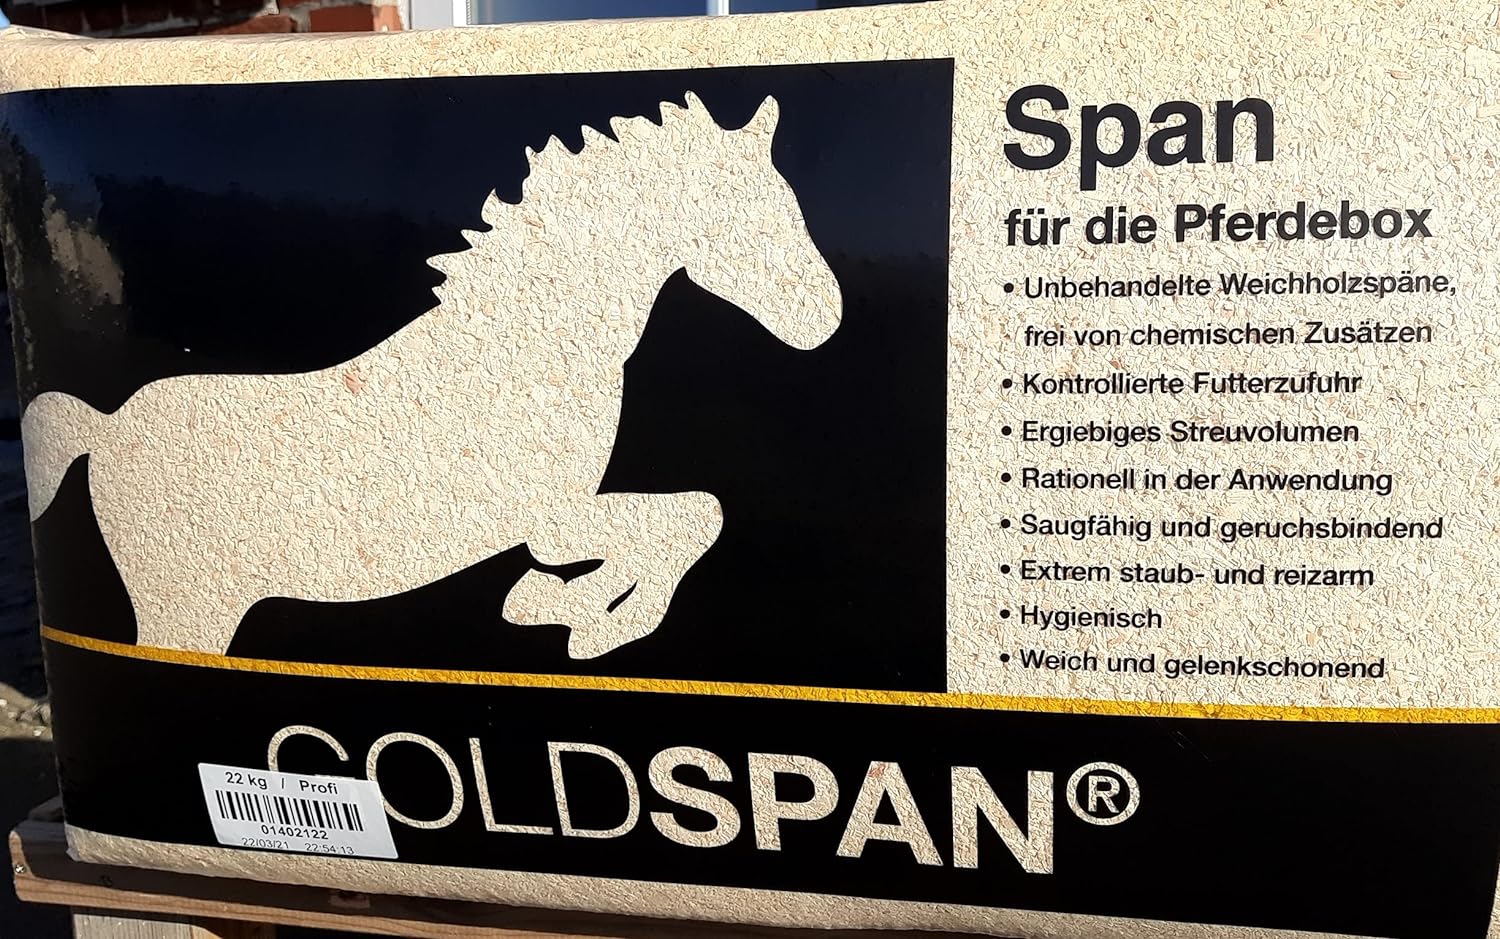 Span
für die Pferdebox
• Unbehandelte Weichholzspäne,
frei von chemischen Zusätzen
• Kontrollierte Futterzufuhr
• Ergiebiges Streuvolumen
• Rationell in der Anwendung
• Saugfähig und geruchsbindend
• Extrem staub- und reizarm
• Hygienisch
• Weich und gelenkschonend
GOLDSPAN®
22 kg / Profi
01402122
22/03/21 22:54:13